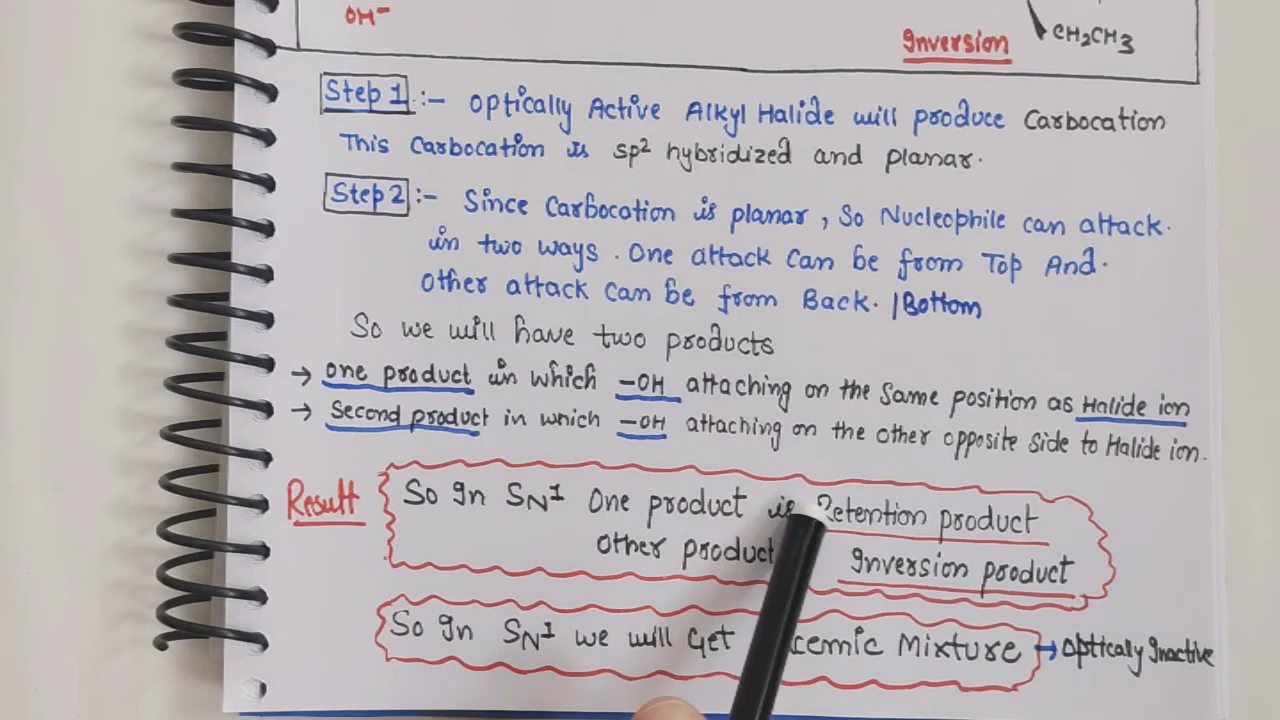 OH⁻
CH₂CH₃
Inversion
Step 1 :- Optically Active Alkyl Halide will produce Carbocation
This Carbocation is sp² hybridized and planar.
Step 2 :- Since Carbocation is planar, So Nucleophile can attack.
in two ways. One attack can be from Top And.
Other attack can be from Back. / Bottom
So we will have two products
→ One product in which -OH attaching on the same position as Halide ion
→ Second product in which -OH attaching on the other opposite side to Halide ion.
Result
So In SN1 One product is Retention product
Other product Inversion product
So In SN1 we will Get Mixture → Optically Inactive